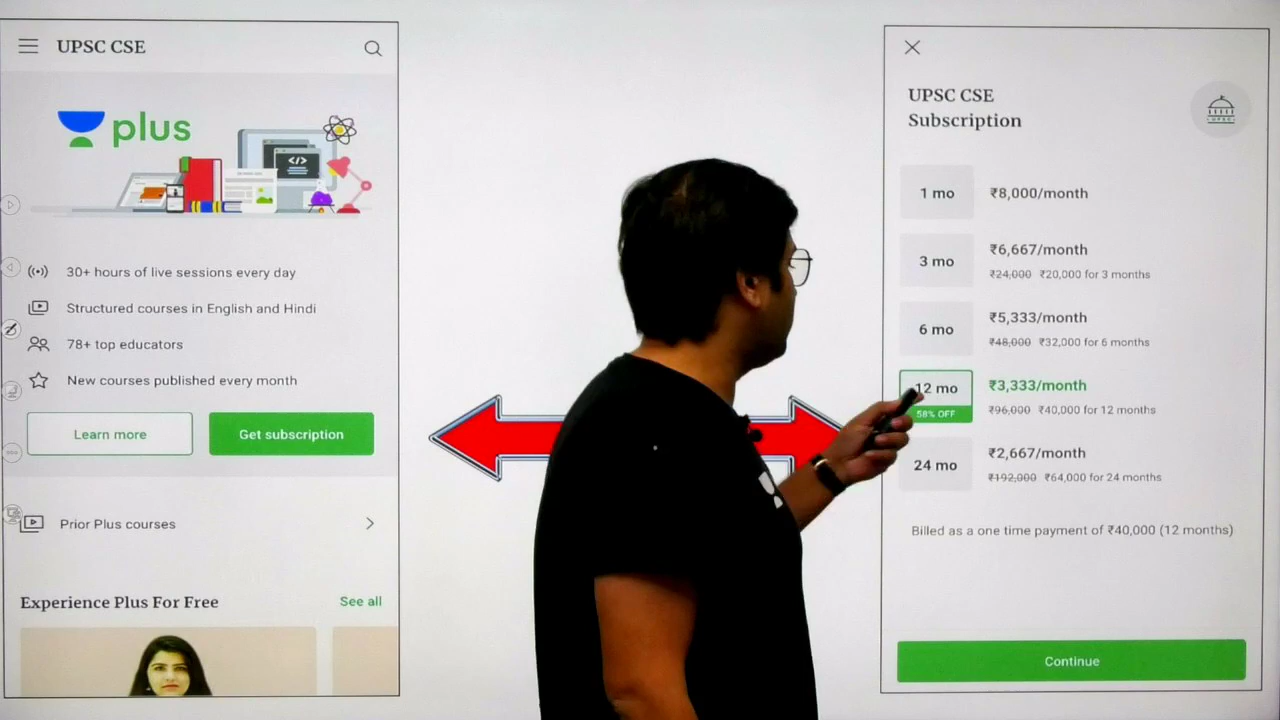 UPSC CSE
plus
</>
30+ hours of live sessions every day
Structured courses in English and Hindi
78+ top educators
New courses published every month
Learn more
Get subscription
Prior Plus courses
Experience Plus For Free
See all
UPSC CSE
Subscription
1 mo
₹8,000/month
3 mo
₹6,667/month
₹24,000 ₹20,000 for 3 months
6 mo
₹5,333/month
₹48,000 ₹32,000 for 6 months
12 mo
58% OFF
₹3,333/month
₹96,000 ₹40,000 for 12 months
24 mo
₹2,667/month
₹192,000 ₹64,000 for 24 months
Billed as a one time payment of ₹40,000 (12 months)
Continue